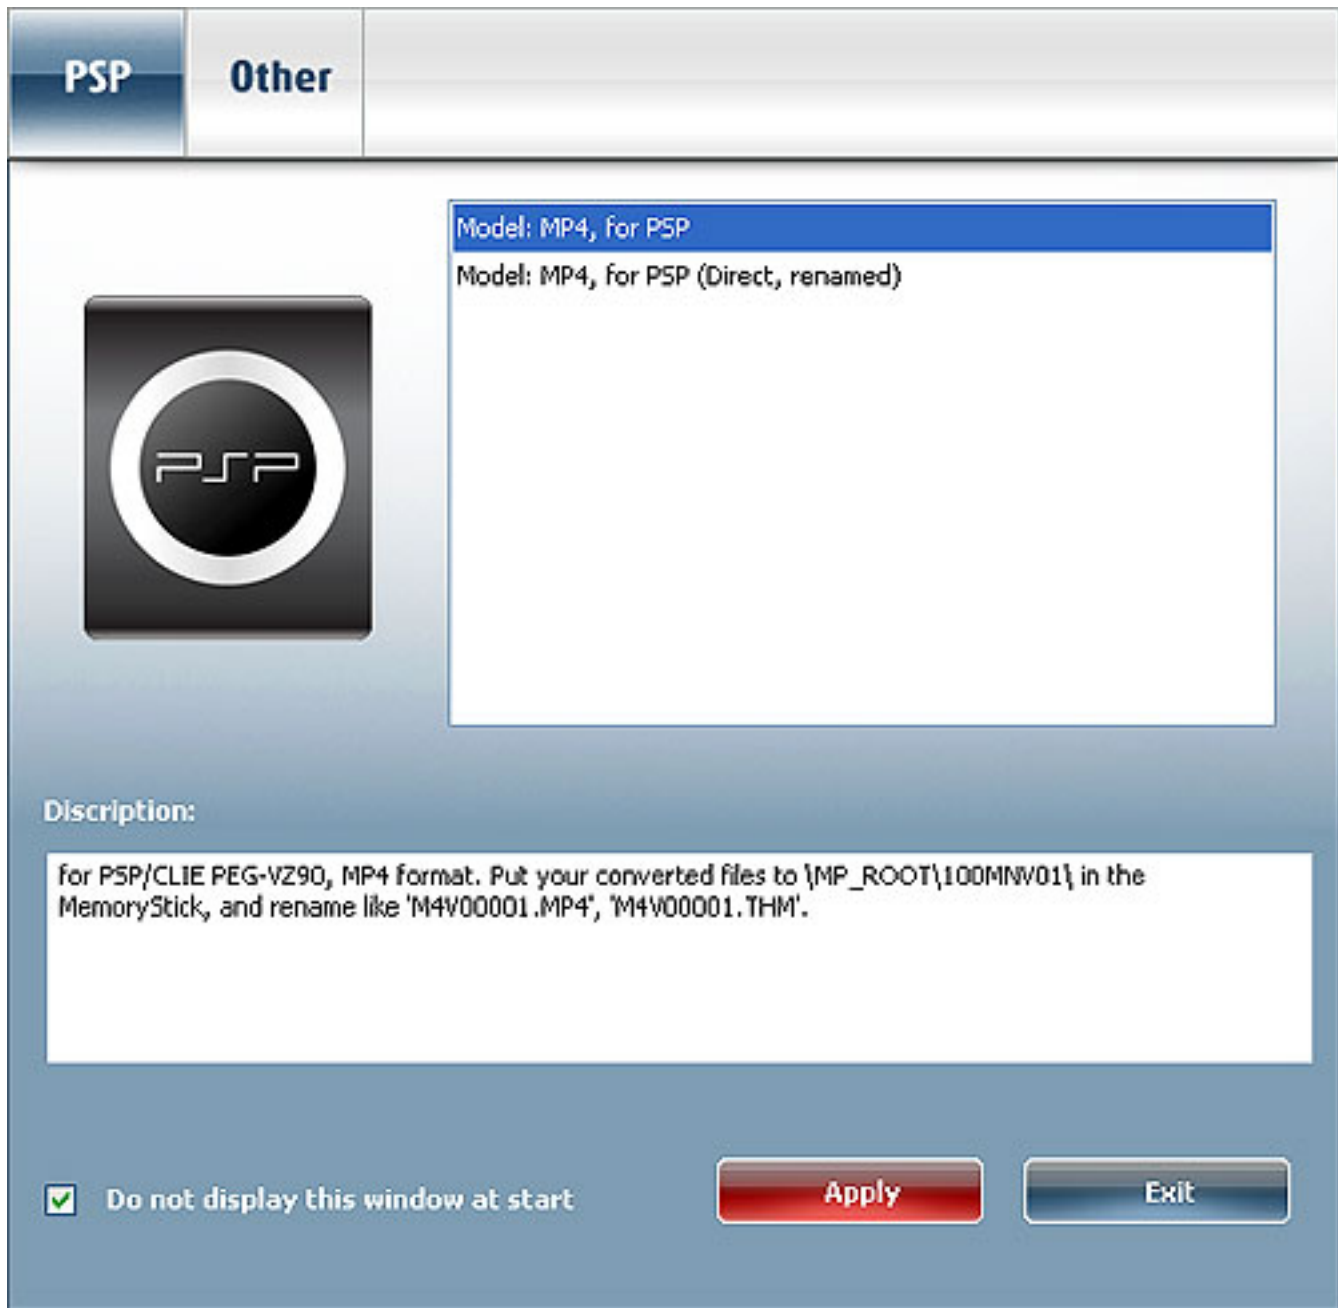 PSP
Other
Model: MP4, for PSP
Model: MP4, for PSP (Direct, renamed)
PSP
Discription:
for PSP/CLIE PEG-VZ90, MP4 format. Put your converted files to \MP_ROOT\100MNV01\ in the
MemoryStick, and rename like 'M4V00001.MP4', 'M4V00001.THM'.
Do not display this window at start
Apply
Exit